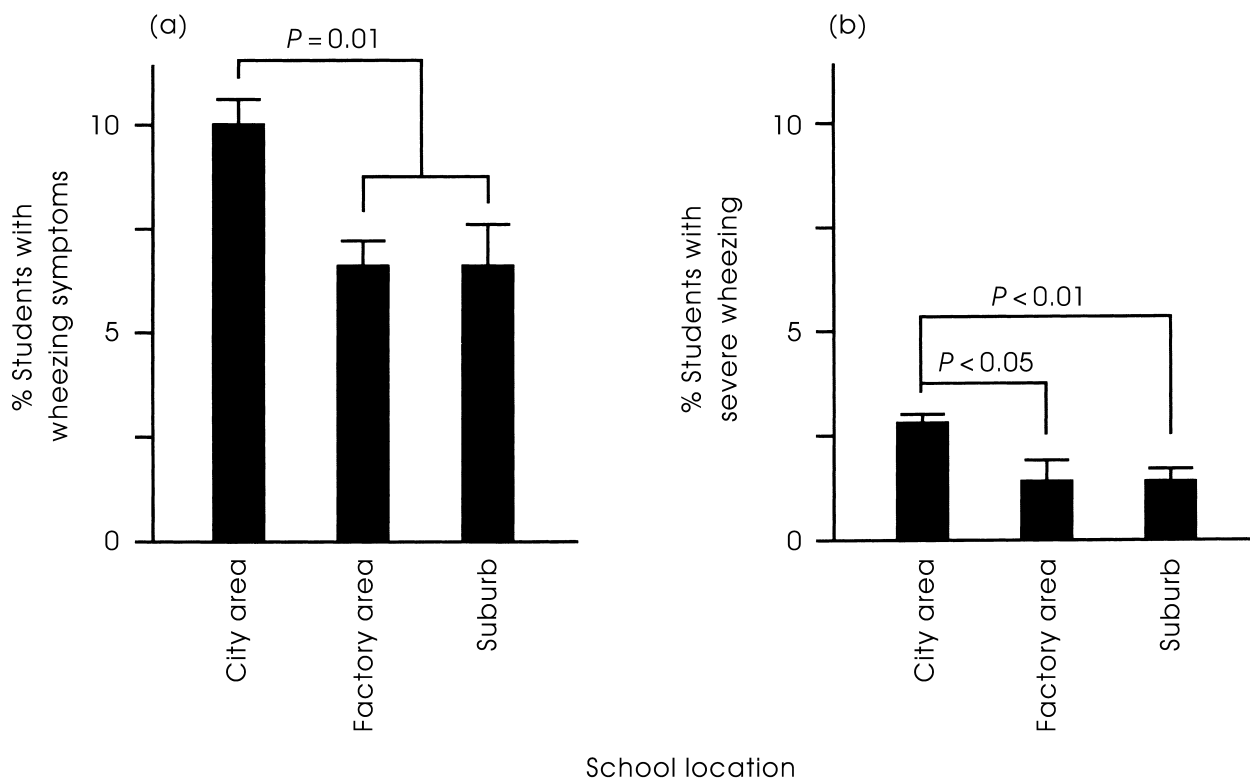 (a)
P = 0.01
10
5
0
% Students with
wheezing symptoms
City area
Factory area
Suburb
(b)
P < 0.01
P < 0.05
10
5
0
% Students with
severe wheezing
City area
Factory area
Suburb
School location